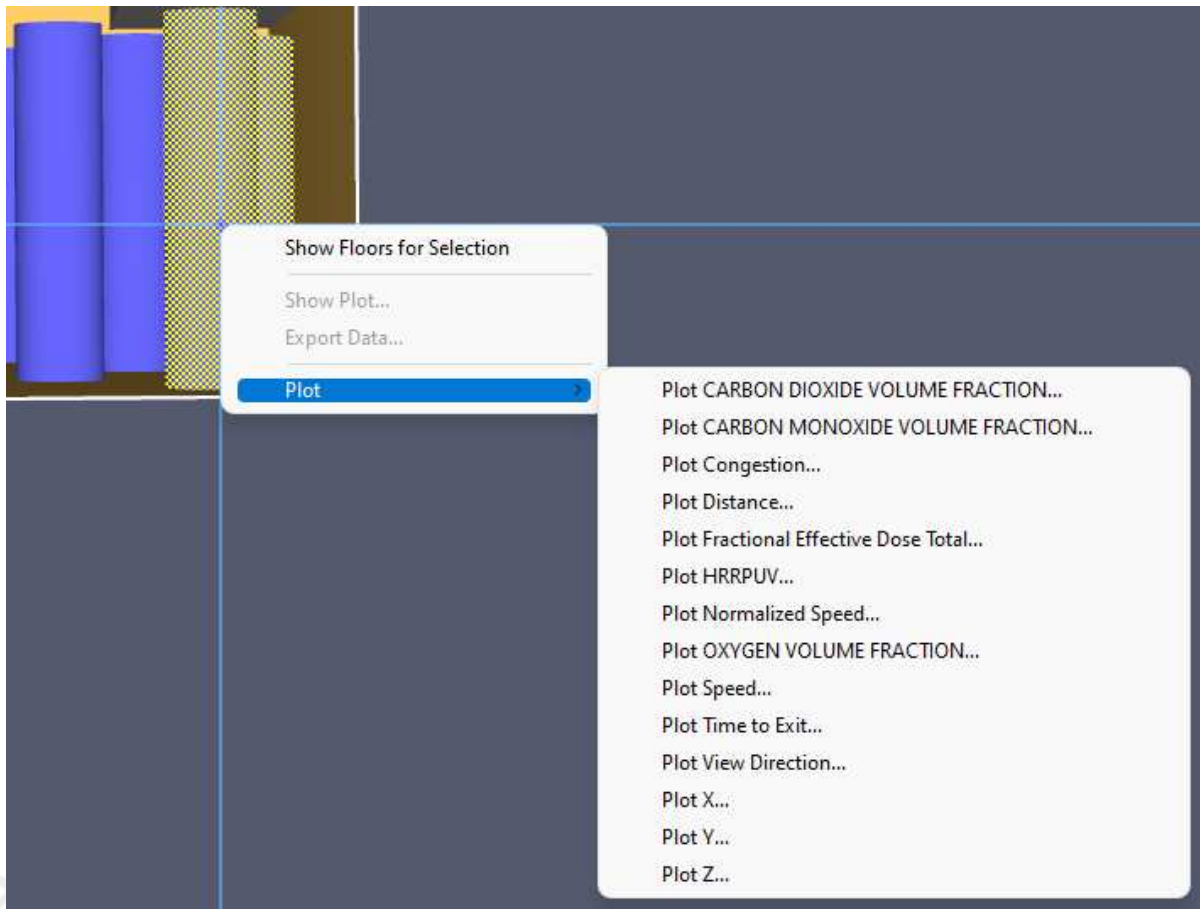 Show Floors for Selection
Show Plot...
Export Data...
Plot
Plot CARBON DIOXIDE VOLUME FRACTION...
Plot CARBON MONOXIDE VOLUME FRACTION...
Plot Congestion...
Plot Distance...
Plot Fractional Effective Dose Total...
Plot HRRPUV...
Plot Normalized Speed...
Plot OXYGEN VOLUME FRACTION...
Plot Speed...
Plot Time to Exit...
Plot View Direction...
Plot X...
Plot Y...
Plot Z...